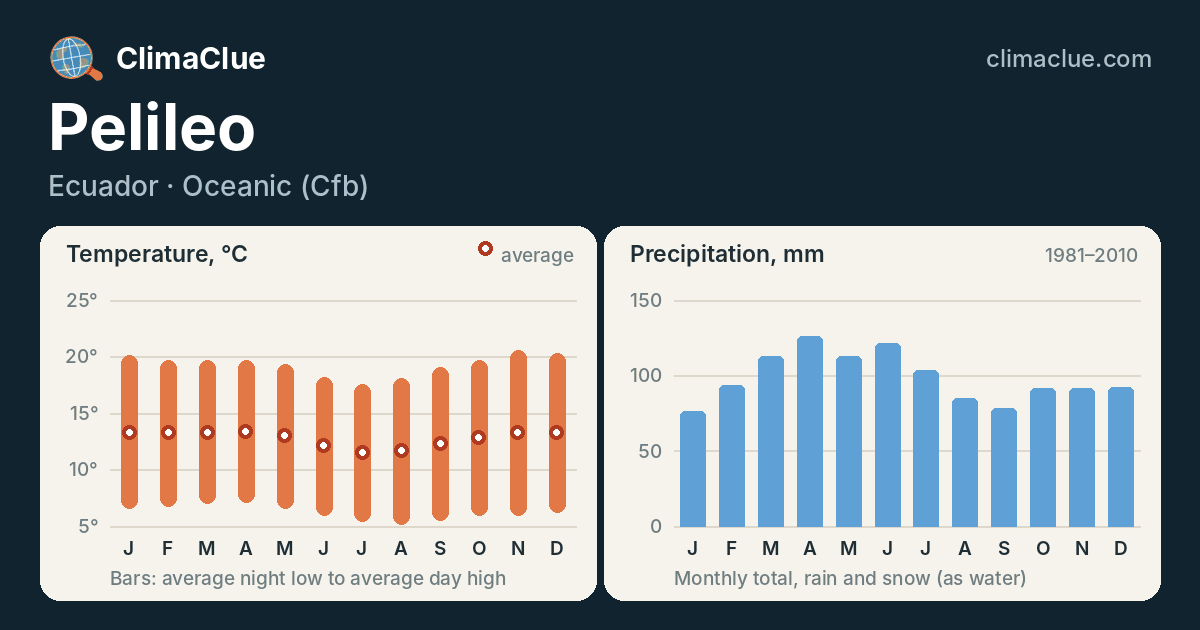 ClimaClue
climaclue.com
Pelileo
Ecuador · Oceanic (Cfb)
Temperature, °C
average
25°
20°
15°
10°
5°
J F M A M J J A S O N D
Bars: average night low to average day high
Precipitation, mm
1981–2010
150
100
50
0
J F M A M J J A S O N D
Monthly total, rain and snow (as water)